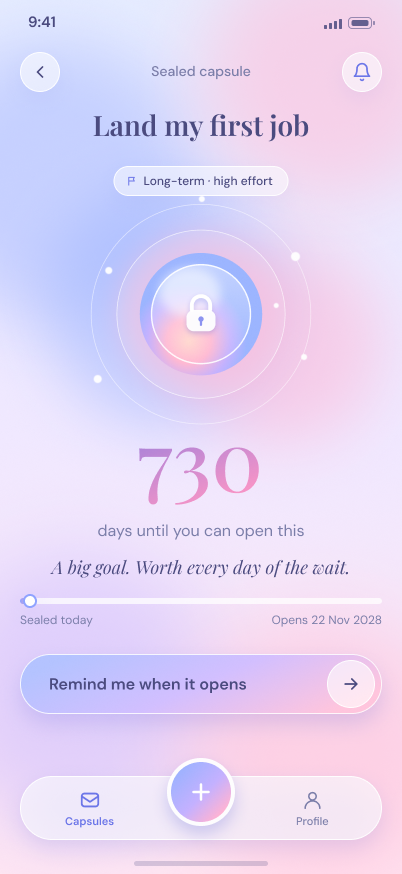 9:41
Sealed capsule
Land my first job
Long-term · high effort
730
days until you can open this
A big goal. Worth every day of the wait.
Sealed today
Opens 22 Nov 2028
Remind me when it opens
Capsules
Profile